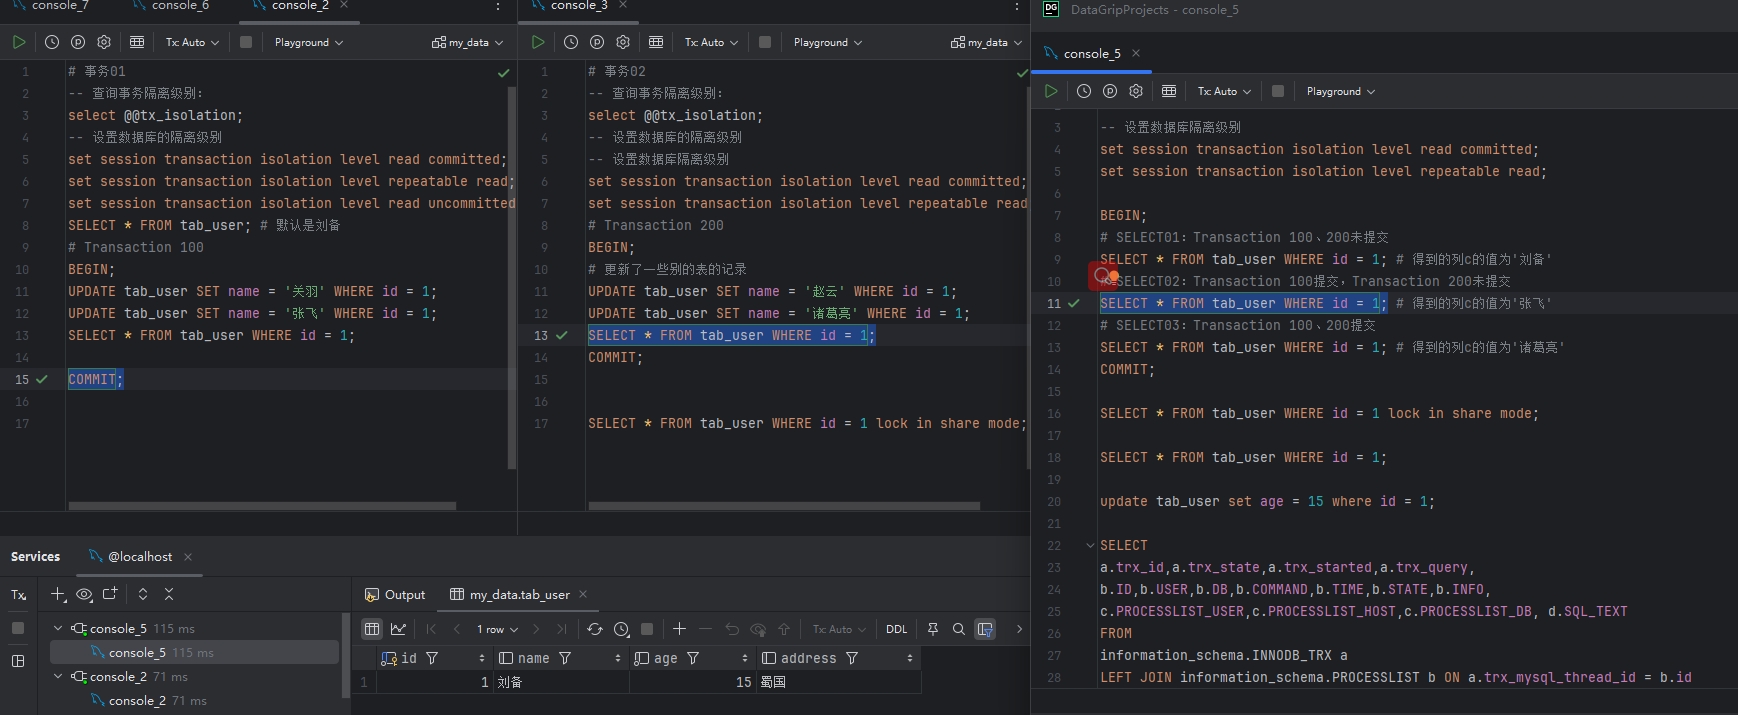 console_7
console_6
console_2
Tx: Auto
Playground
my_data
1
# 事务01
2
-- 查询事务隔离级别:
3
select @@tx_isolation;
4
-- 设置数据库的隔离级别
5
set session transaction isolation level read committed;
6
set session transaction isolation level repeatable read;
7
set session transaction isolation level read uncommitted
8
SELECT * FROM tab_user; # 默认是刘备
9
# Transaction 100
10
BEGIN;
11
UPDATE tab_user SET name = '关羽' WHERE id = 1;
12
UPDATE tab_user SET name = '张飞' WHERE id = 1;
13
SELECT * FROM tab_user WHERE id = 1;
14
15
COMMIT;
16
17
console_3
Tx: Auto
Playground
my_data
1
# 事务02
2
-- 查询事务隔离级别:
3
select @@tx_isolation;
4
-- 设置数据库的隔离级别
5
-- 设置数据库隔离级别
6
set session transaction isolation level read committed;
7
set session transaction isolation level repeatable read
8
# Transaction 200
9
BEGIN;
10
# 更新了一些别的表的记录
11
UPDATE tab_user SET name = '赵云' WHERE id = 1;
12
UPDATE tab_user SET name = '诸葛亮' WHERE id = 1;
13
SELECT * FROM tab_user WHERE id = 1;
14
COMMIT;
15
16
17
SELECT * FROM tab_user WHERE id = 1 lock in share mode;
DG
DataGripProjects - console_5
console_5
Tx: Auto
Playground
3
-- 设置数据库隔离级别
4
set session transaction isolation level read committed;
5
set session transaction isolation level repeatable read;
6
7
BEGIN;
8
# SELECT01：Transaction 100、200未提交
9
SELECT * FROM tab_user WHERE id = 1; # 得到的列c的值为'刘备'
10
# SELECT02：Transaction 100提交，Transaction 200未提交
11
SELECT * FROM tab_user WHERE id = 1; # 得到的列c的值为'张飞'
12
# SELECT03：Transaction 100、200提交
13
SELECT * FROM tab_user WHERE id = 1; # 得到的列c的值为'诸葛亮'
14
COMMIT;
15
16
SELECT * FROM tab_user WHERE id = 1 lock in share mode;
17
18
SELECT * FROM tab_user WHERE id = 1;
19
20
update tab_user set age = 15 where id = 1;
21
22
SELECT
23
a.trx_id,a.trx_state,a.trx_started,a.trx_query,
24
b.ID,b.USER,b.DB,b.COMMAND,b.TIME,b.STATE,b.INFO,
25
c.PROCESSLIST_USER,c.PROCESSLIST_HOST,c.PROCESSLIST_DB, d.SQL_TEXT
26
FROM
27
information_schema.INNODB_TRX a
28
LEFT JOIN information_schema.PROCESSLIST b ON a.trx_mysql_thread_id = b.id
Services
@localhost
Tx
console_5 115 ms
console_5 115 ms
console_2 71 ms
console_2 71 ms
Output
my_data.tab_user
1 row
Tx: Auto
DDL
id
name
age
address
1
1
刘备
15
蜀国